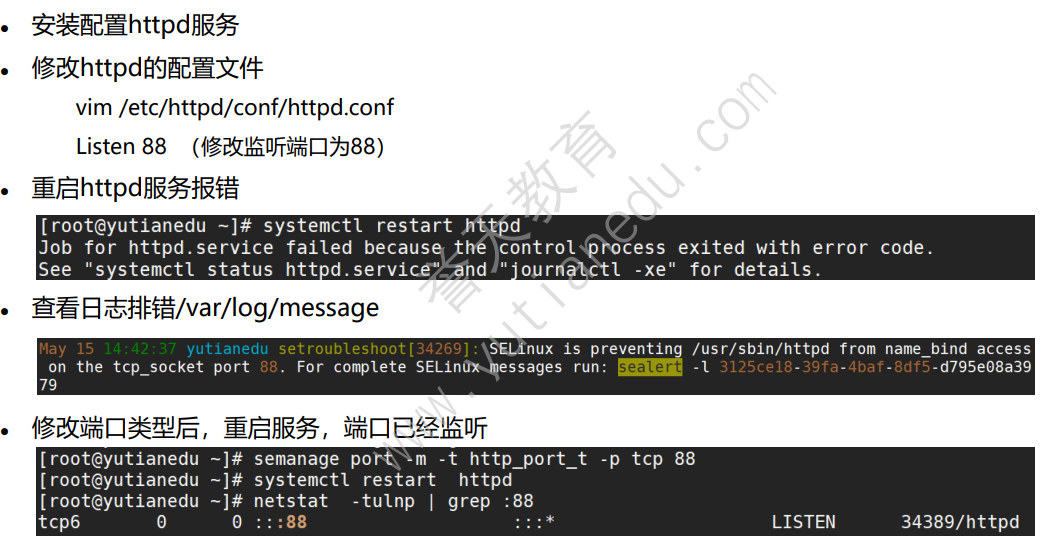 安装配置httpd服务
修改httpd的配置文件
vim /etc/httpd/conf/httpd.conf
Listen 88 （修改监听端口为88）
重启httpd服务报错
[root@yutianedu ~]# systemctl restart httpd
Job for httpd.service failed because the control process exited with error code.
See "systemctl status httpd.service" and "journalctl -xe" for details.
查看日志排错/var/log/message
May 15 14:42:37 yutianedu setroubleshoot[34269]: SELinux is preventing /usr/sbin/httpd from name_bind access
on the tcp_socket port 88. For complete SELinux messages run: sealert -l 3125ce18-39fa-4baf-8df5-d795e08a39
79
修改端口类型后，重启服务，端口已经监听
[root@yutianedu ~]# semanage port -m -t http_port_t -p tcp 88
[root@yutianedu ~]# systemctl restart  httpd
[root@yutianedu ~]# netstat  -tulnp | grep :88
tcp6       0      0 :::88                   :::*                    LISTEN      34389/httpd
誉天教育
www.yutianedu.com